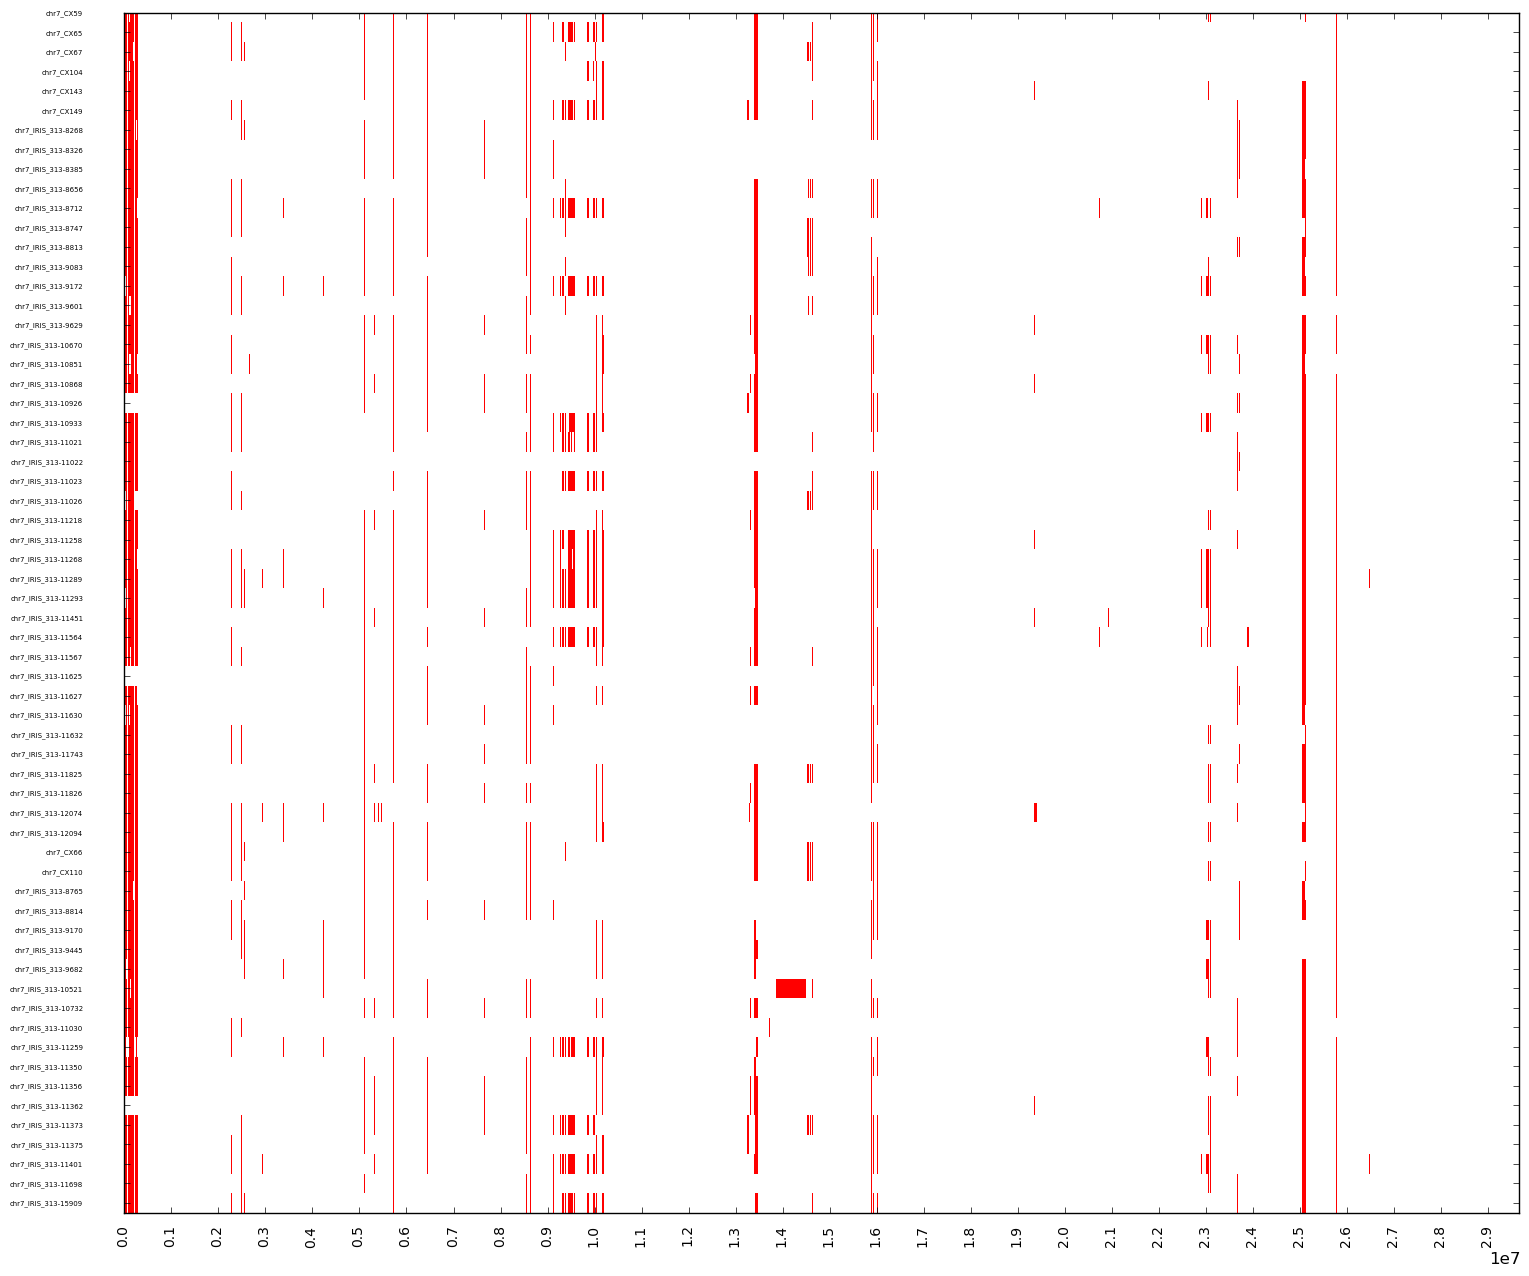 chr7_CX59
chr7_CX65
chr7_CX67
chr7_CX104
chr7_CX143
chr7_CX149
chr7_IRIS_313-8268
chr7_IRIS_313-8326
chr7_IRIS_313-8385
chr7_IRIS_313-8656
chr7_IRIS_313-8712
chr7_IRIS_313-8747
chr7_IRIS_313-8813
chr7_IRIS_313-9083
chr7_IRIS_313-9172
chr7_IRIS_313-9601
chr7_IRIS_313-9629
chr7_IRIS_313-10670
chr7_IRIS_313-10851
chr7_IRIS_313-10868
chr7_IRIS_313-10926
chr7_IRIS_313-10933
chr7_IRIS_313-11021
chr7_IRIS_313-11022
chr7_IRIS_313-11023
chr7_IRIS_313-11026
chr7_IRIS_313-11218
chr7_IRIS_313-11258
chr7_IRIS_313-11268
chr7_IRIS_313-11289
chr7_IRIS_313-11293
chr7_IRIS_313-11451
chr7_IRIS_313-11564
chr7_IRIS_313-11567
chr7_IRIS_313-11625
chr7_IRIS_313-11627
chr7_IRIS_313-11630
chr7_IRIS_313-11632
chr7_IRIS_313-11743
chr7_IRIS_313-11825
chr7_IRIS_313-11826
chr7_IRIS_313-12074
chr7_IRIS_313-12094
chr7_CX66
chr7_CX110
chr7_IRIS_313-8765
chr7_IRIS_313-8814
chr7_IRIS_313-9170
chr7_IRIS_313-9445
chr7_IRIS_313-9682
chr7_IRIS_313-10521
chr7_IRIS_313-10732
chr7_IRIS_313-11030
chr7_IRIS_313-11259
chr7_IRIS_313-11350
chr7_IRIS_313-11356
chr7_IRIS_313-11362
chr7_IRIS_313-11373
chr7_IRIS_313-11375
chr7_IRIS_313-11401
chr7_IRIS_313-11698
chr7_IRIS_313-15909
0.0 0.1 0.2 0.3 0.4 0.5 0.6 0.7 0.8 0.9 1.0 1.1 1.2 1.3 1.4 1.5 1.6 1.7 1.8 1.9 2.0 2.1 2.2 2.3 2.4 2.5 2.6 2.7 2.8 2.9
1e7